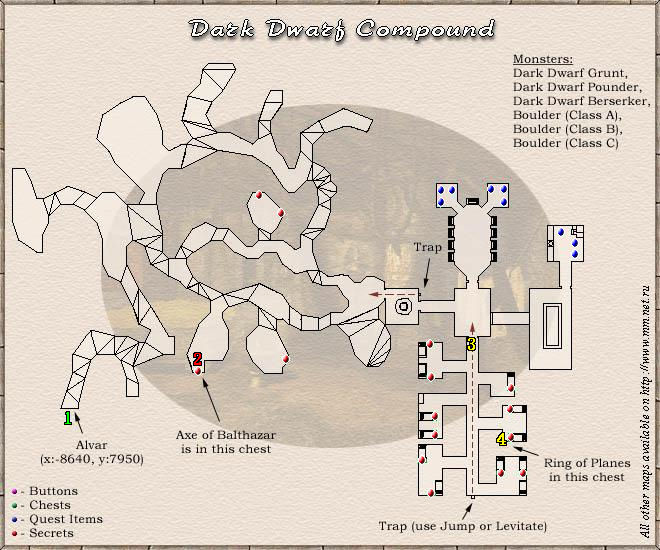 Dark Dwarf Compound
Monsters:
Dark Dwarf Grunt,
Dark Dwarf Pounder,
Dark Dwarf Berserker,
Boulder (Class A),
Boulder (Class B),
Boulder (Class C)
Trap
3
2
1
Alvar
(x:-8640, y:7950)
Axe of Balthazar
is in this chest
4
Ring of Planes
in this chest
- Buttons
- Chests
- Quest Items
- Secrets
Trap (use Jump or Levitate)
All other maps available on http://www.mm.net.ru